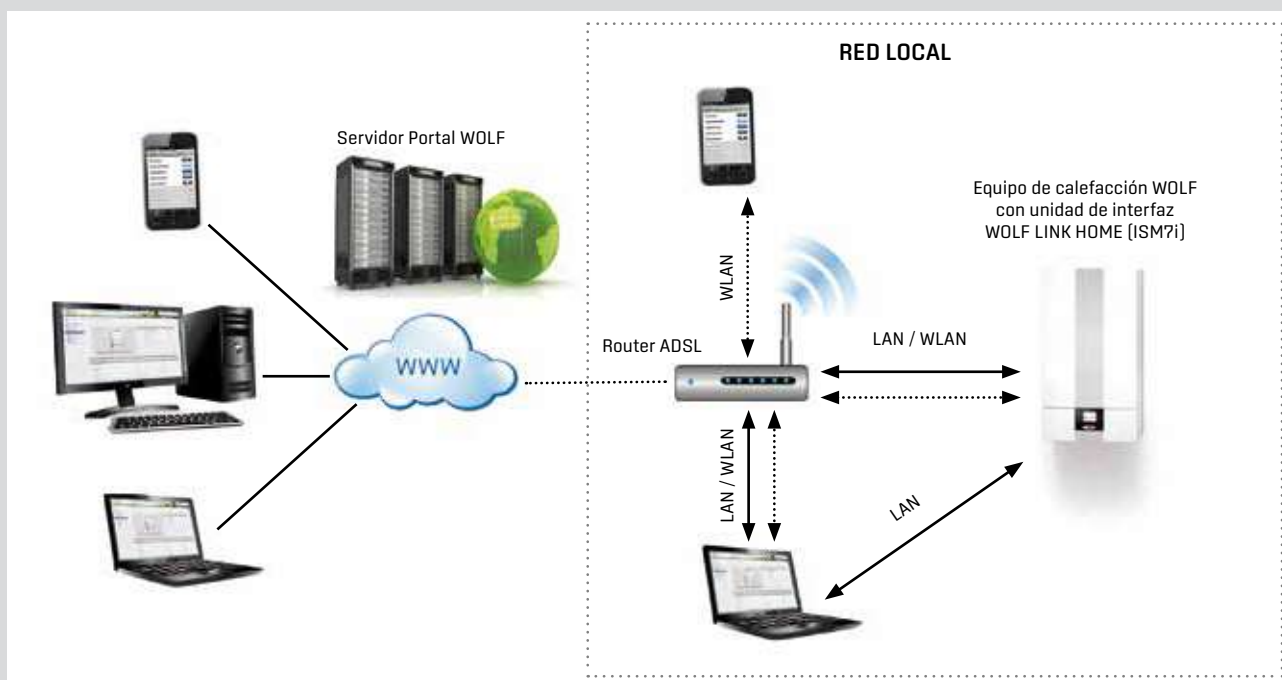 RED LOCAL
Servidor Portal WOLF
Equipo de calefacción WOLF
con unidad de interfaz
WOLF LINK HOME (ISM7i)
WLAN
Router ADSL
LAN / WLAN
WWW
LAN / WLAN
LAN